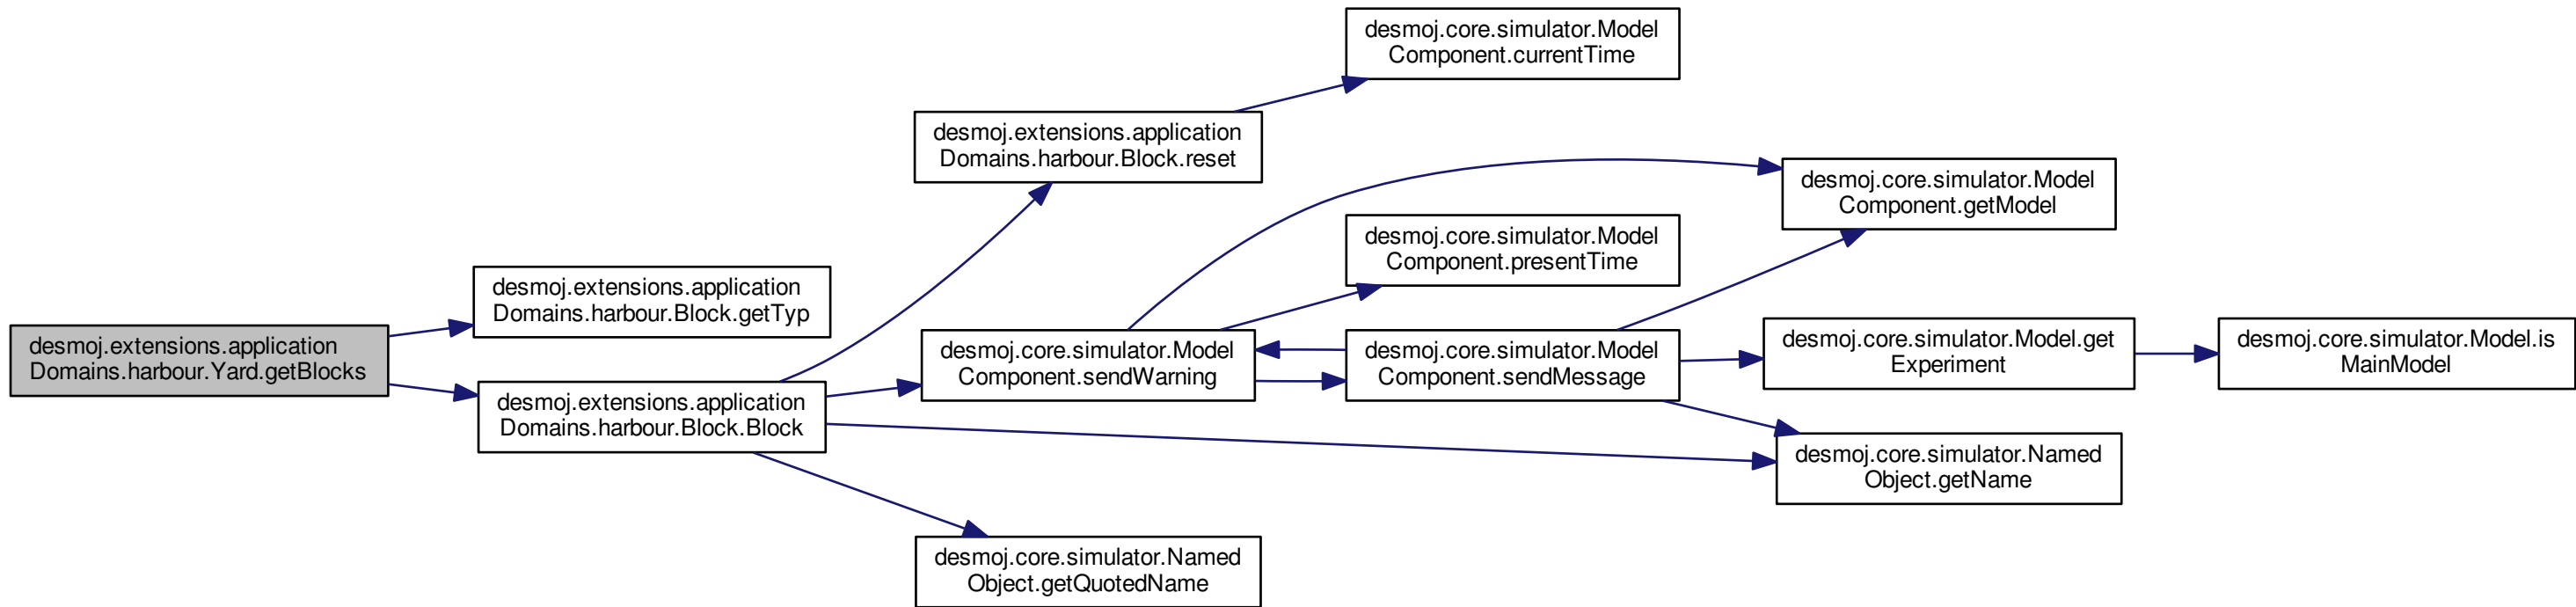 desmoj.extensions.application
Domains.harbour.Yard.getBlocks
desmoj.extensions.application
Domains.harbour.Block.getTyp
desmoj.extensions.application
Domains.harbour.Block.Block
desmoj.extensions.application
Domains.harbour.Block.reset
desmoj.core.simulator.Model
Component.sendWarning
desmoj.core.simulator.Named
Object.getQuotedName
desmoj.core.simulator.Model
Component.currentTime
desmoj.core.simulator.Model
Component.presentTime
desmoj.core.simulator.Model
Component.sendMessage
desmoj.core.simulator.Model
Component.getModel
desmoj.core.simulator.Model.get
Experiment
desmoj.core.simulator.Named
Object.getName
desmoj.core.simulator.Model.is
MainModel